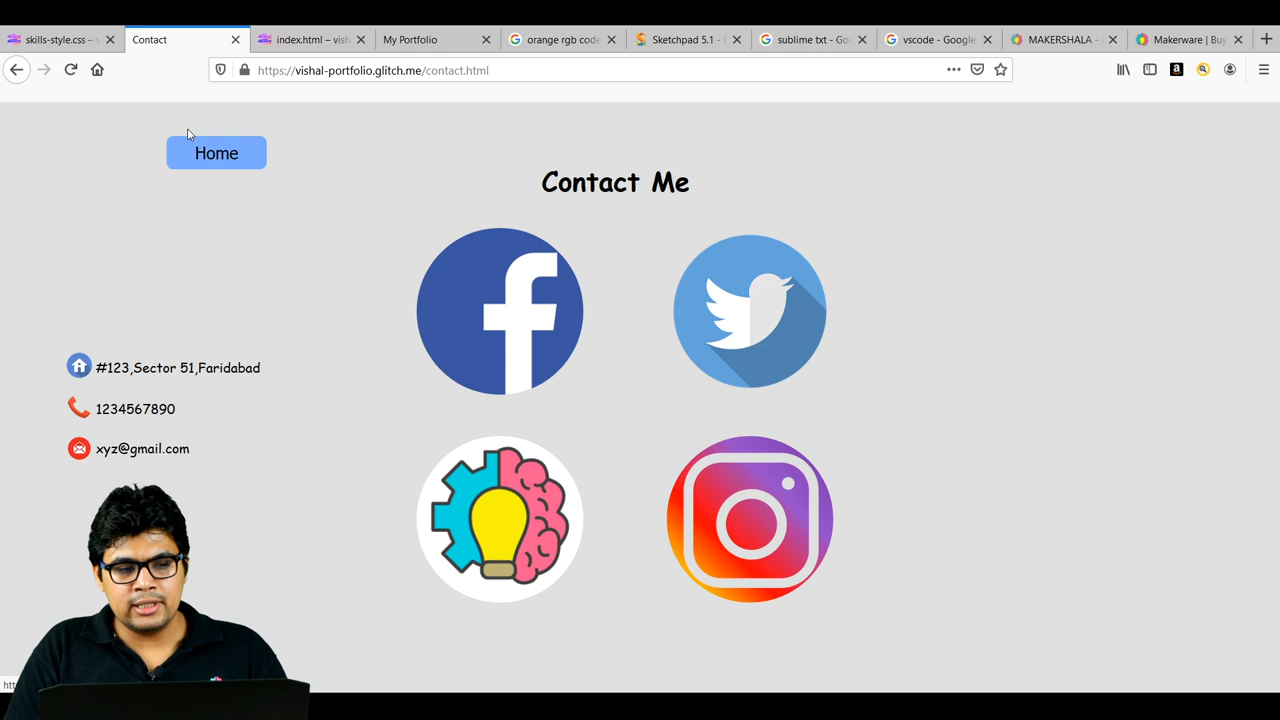 skills-style.css –
Contact
index.html – vish
My Portfolio
orange rgb code
Sketchpad 5.1 - D
sublime txt - Goo
vscode - Google
MAKERSHALA -
Makerware | Buy
https://vishal-portfolio.glitch.me/contact.html
Home
Contact Me
#123,Sector 51,Faridabad
1234567890
xyz@gmail.com